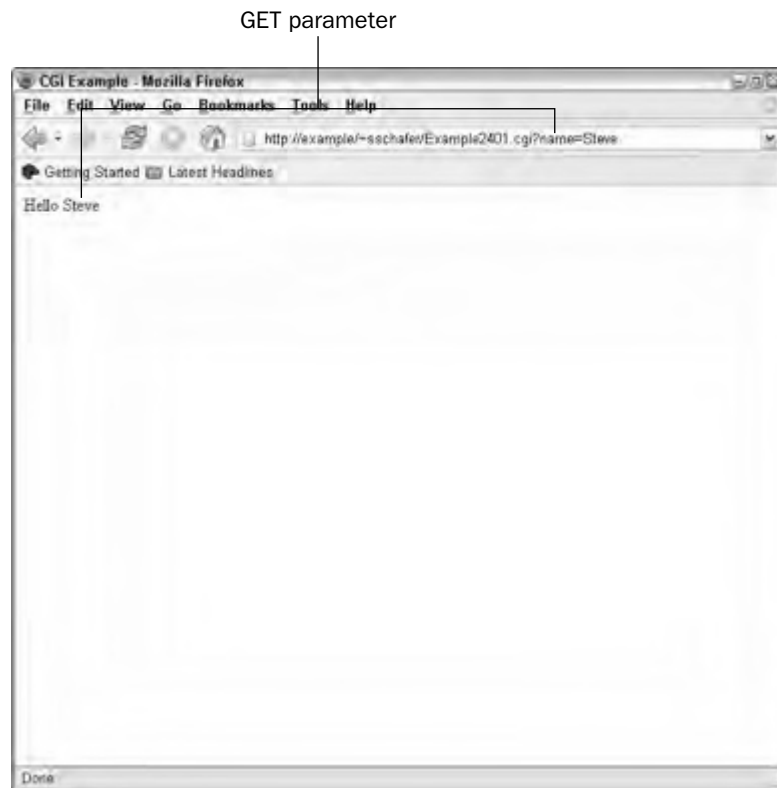 GET parameter
CGI Example - Mozilla Firefox
File Edit View Go Bookmarks Tools Help
http://example/~sschafer/Example2401.cgi?name=Steve
Getting Started Latest Headlines
Hello Steve
Done